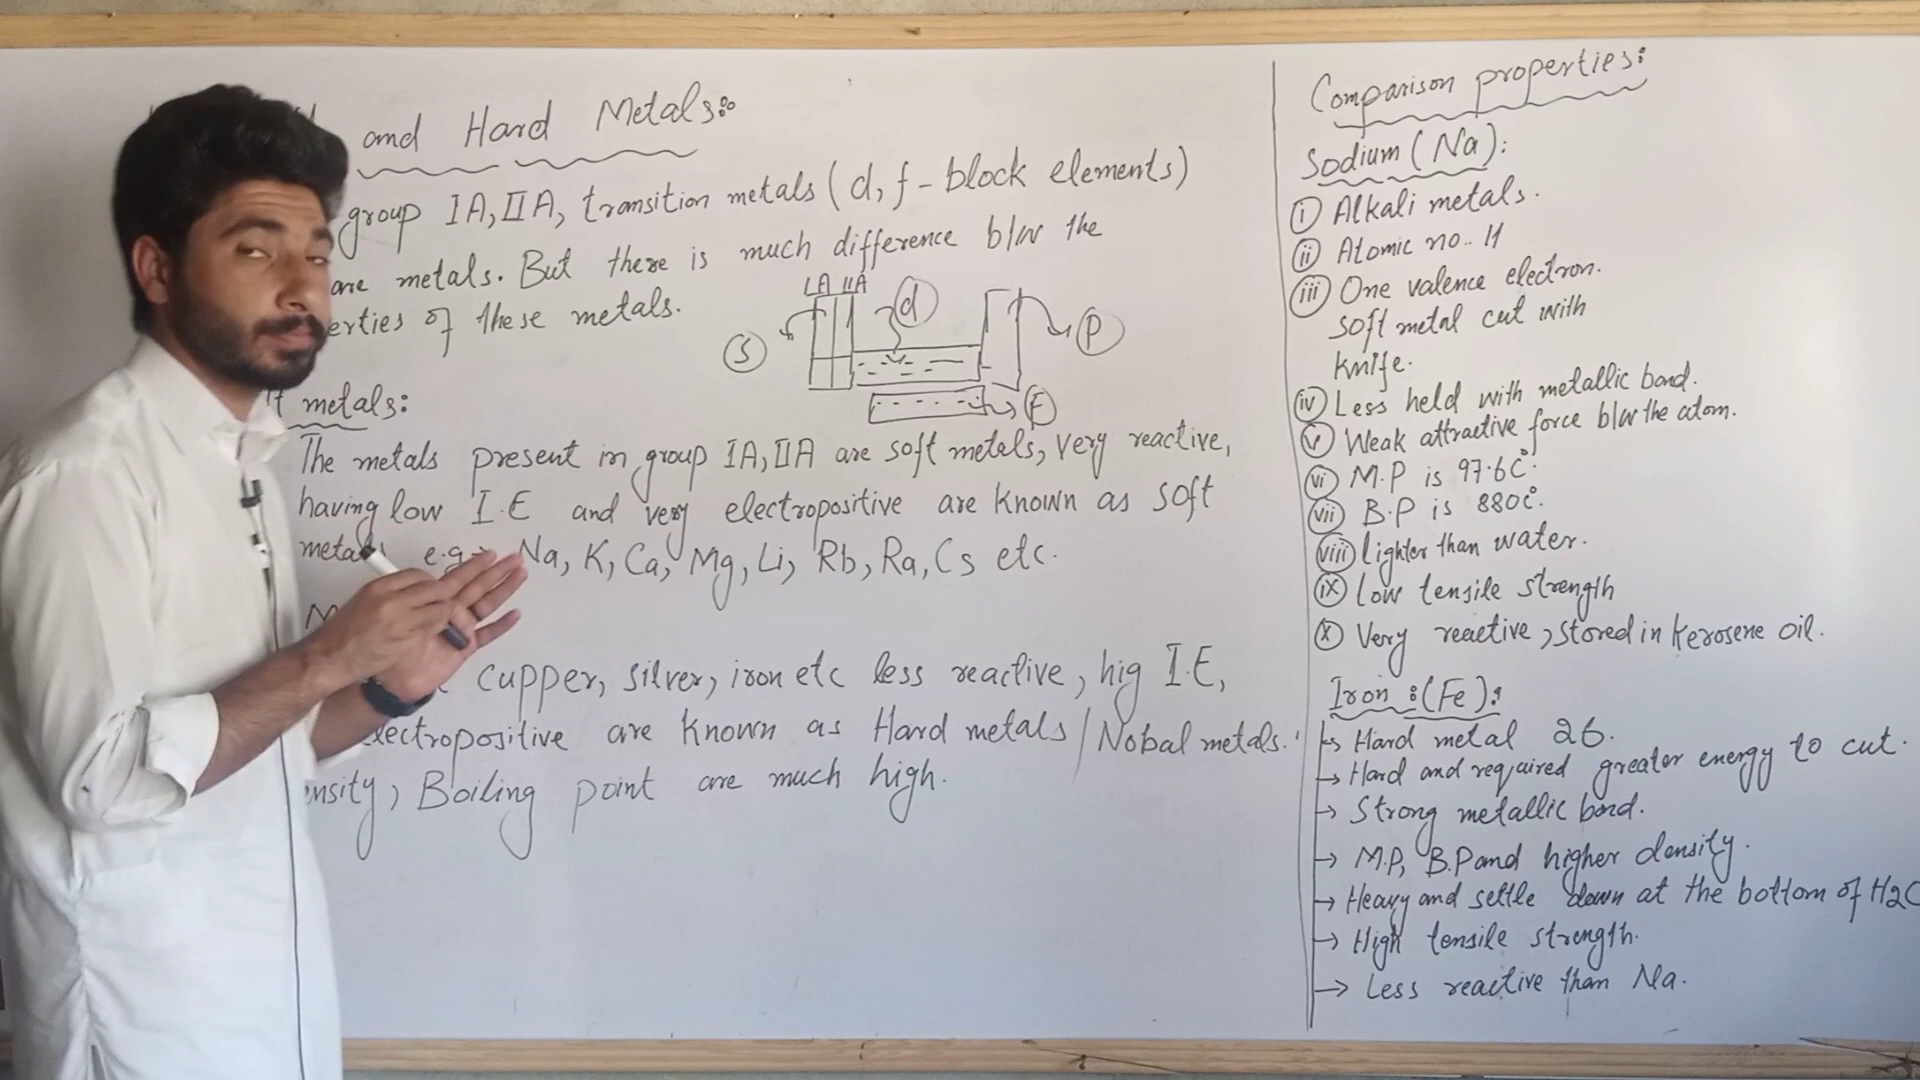 and Hard Metals:
group IA, IIA, transition metals (d, f - block elements)
are metals. But there is much difference b/w the
erties of these metals.
IA IIA
d
S
P
F
metals:
The metals present in group IA, IIA are soft metels, very reactive,
having low I.E and very electropositive are known as soft
metals e.g → Na, K, Ca, Mg, Li, Rb, Ra, Cs etc.
cupper, silver, iron etc less reactive, hig I.E,
lectropositive are known as Hard metals / Nobal metals.
nsity, Boiling point are much high.
Comparison properties:
Sodium (Na):
(i) Alkali metals.
(ii) Atomic no.. 11
(iii) One valence electron.
soft metal cut with
knife.
(iv) Less held with metallic bond.
(v) Weak attractive force b/w the atom.
(vi) M.P is 97.6C°.
(vii) B.P is 880C°.
(viii) lighter than water.
(ix) low tensile strength
(x) Very reactive, stored in Kerosene oil.
Iron :(Fe):
↳ Hard metal 26.
→ Hard and required greater energy to cut.
→ Strong metallic bond.
→ M.P, B.P and higher density.
→ Heavy and settle down at the bottom of H2O
→ High tensile strength.
→ Less reactive than Na.